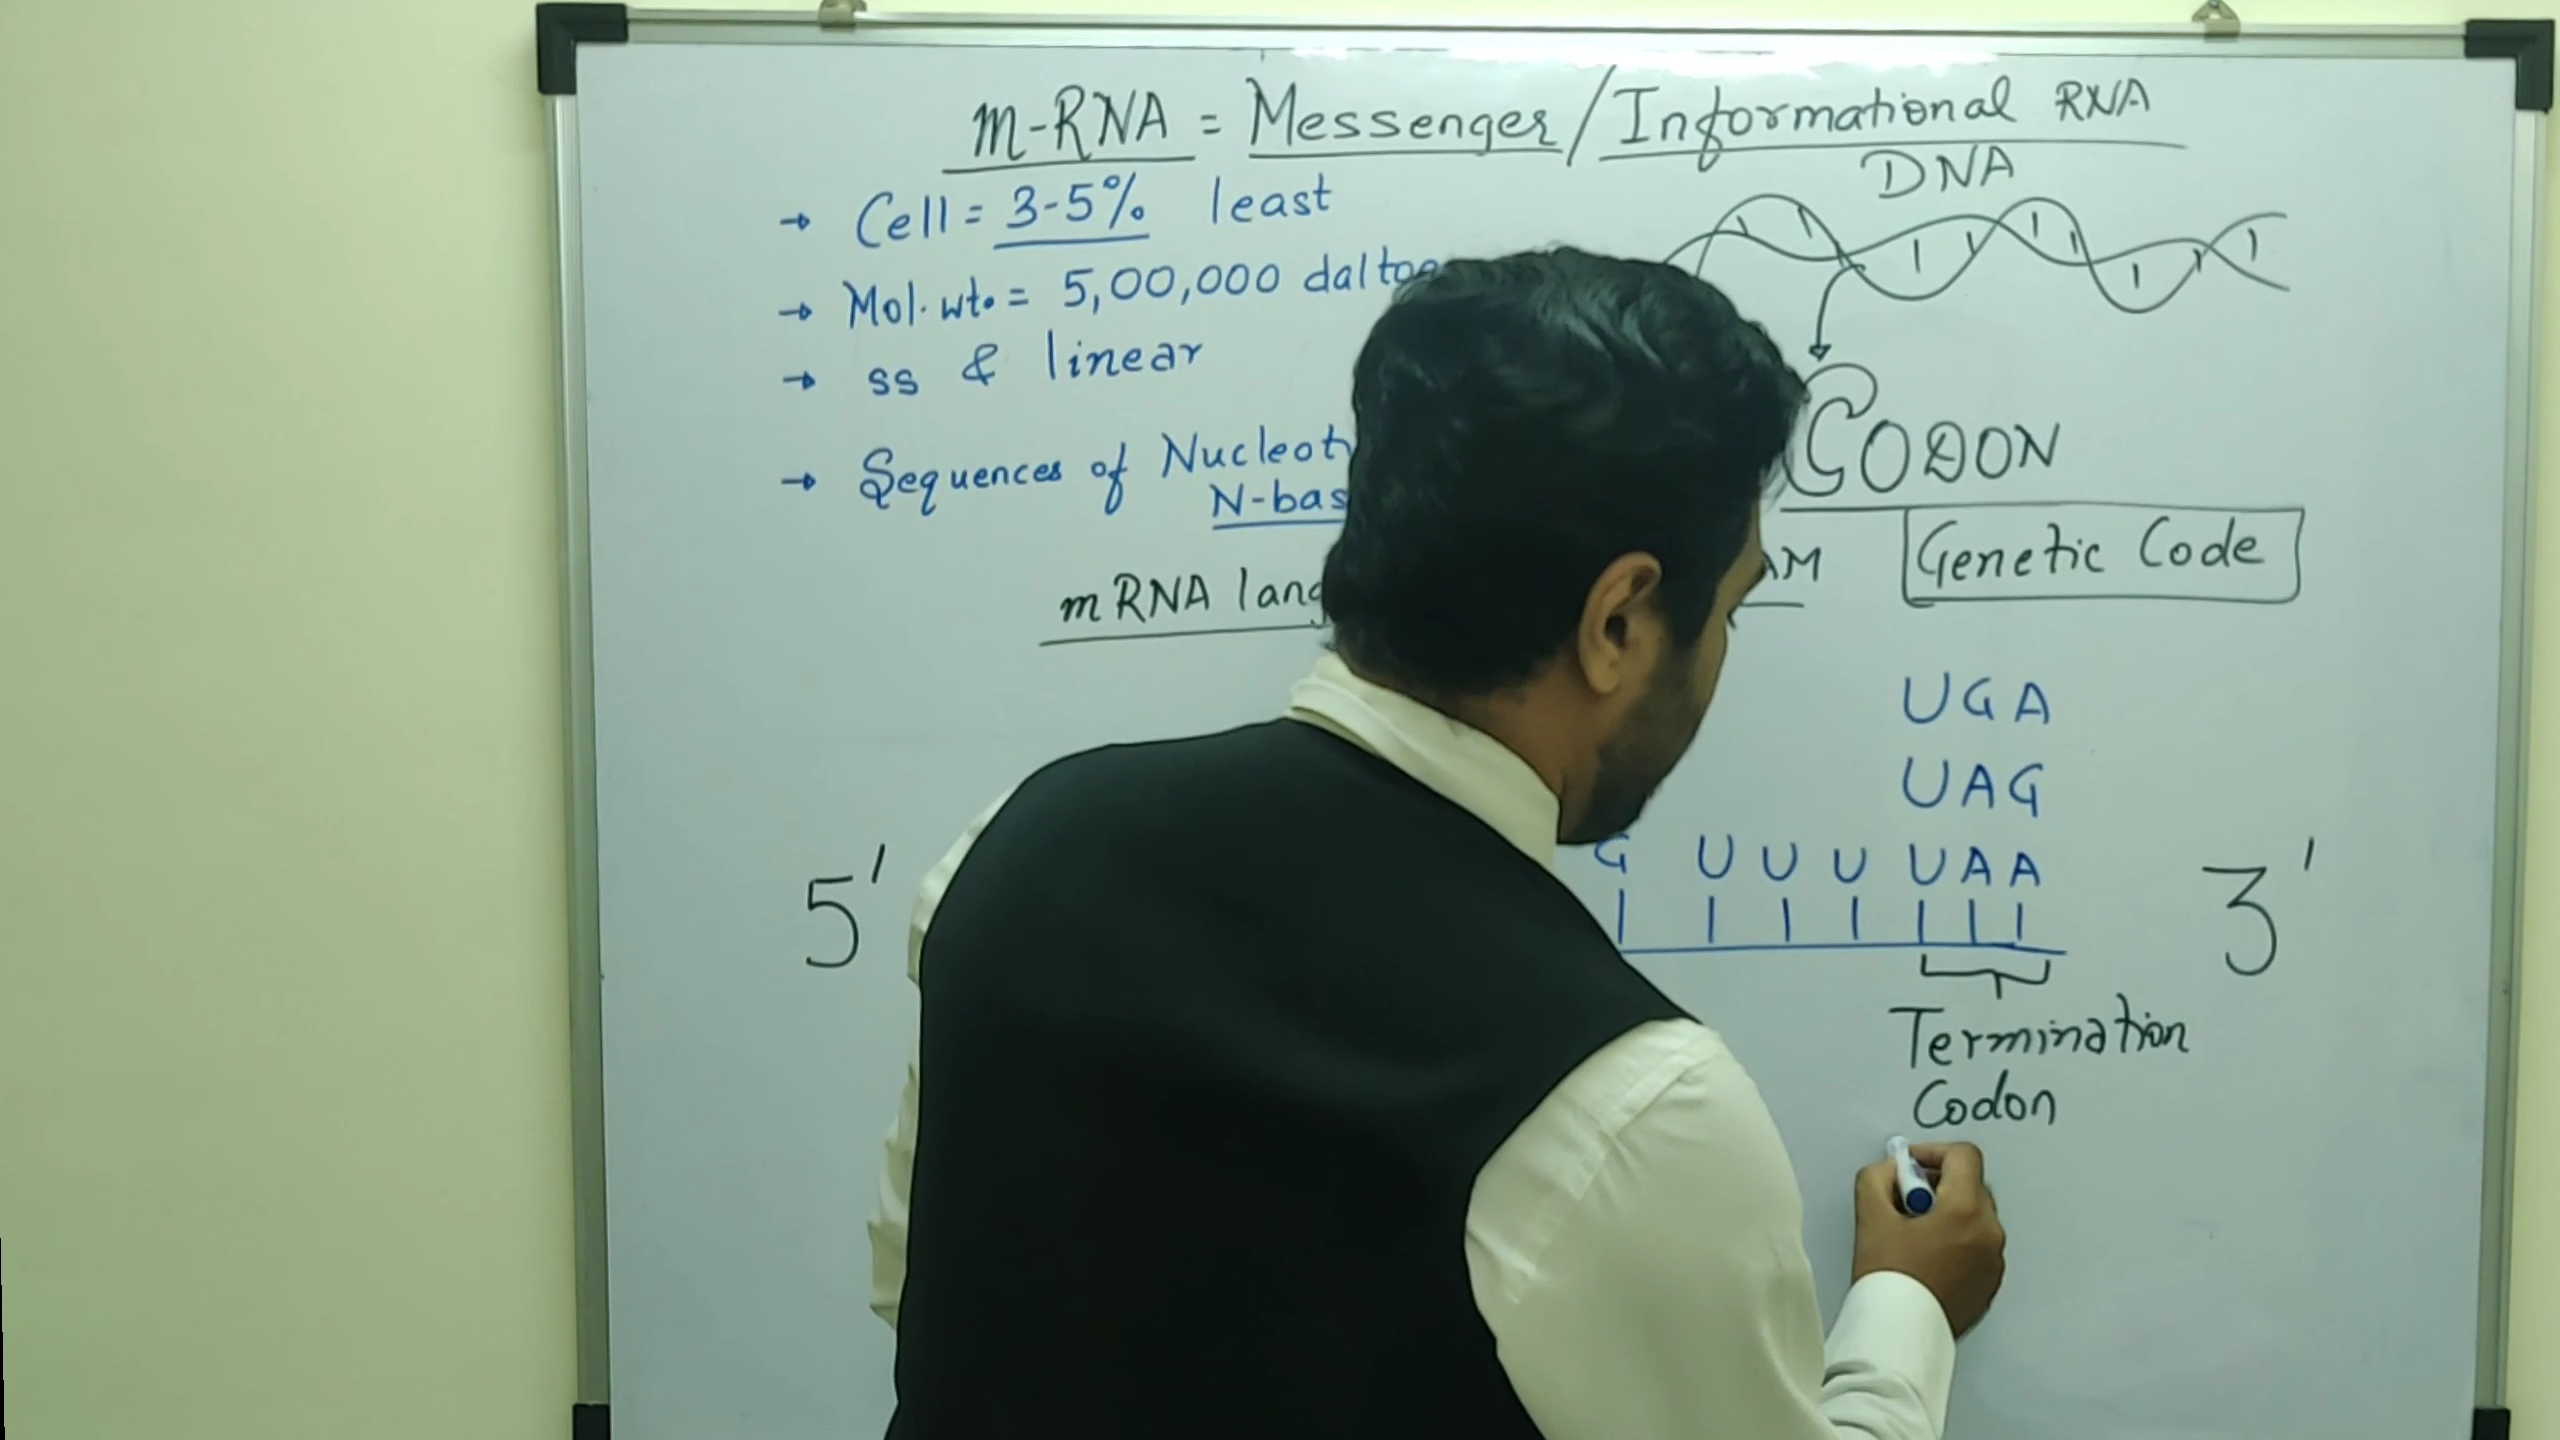 m-RNA = Messenger/Informational RNA
→ Cell = 3-5% least
DNA
→ Mol. wt. = 5,00,000
→ ss & linear
CODON
→ Sequences of
Genetic Code
mRNA
UGA
UAG
5' G U U U U A A 3'
Termination
Codon